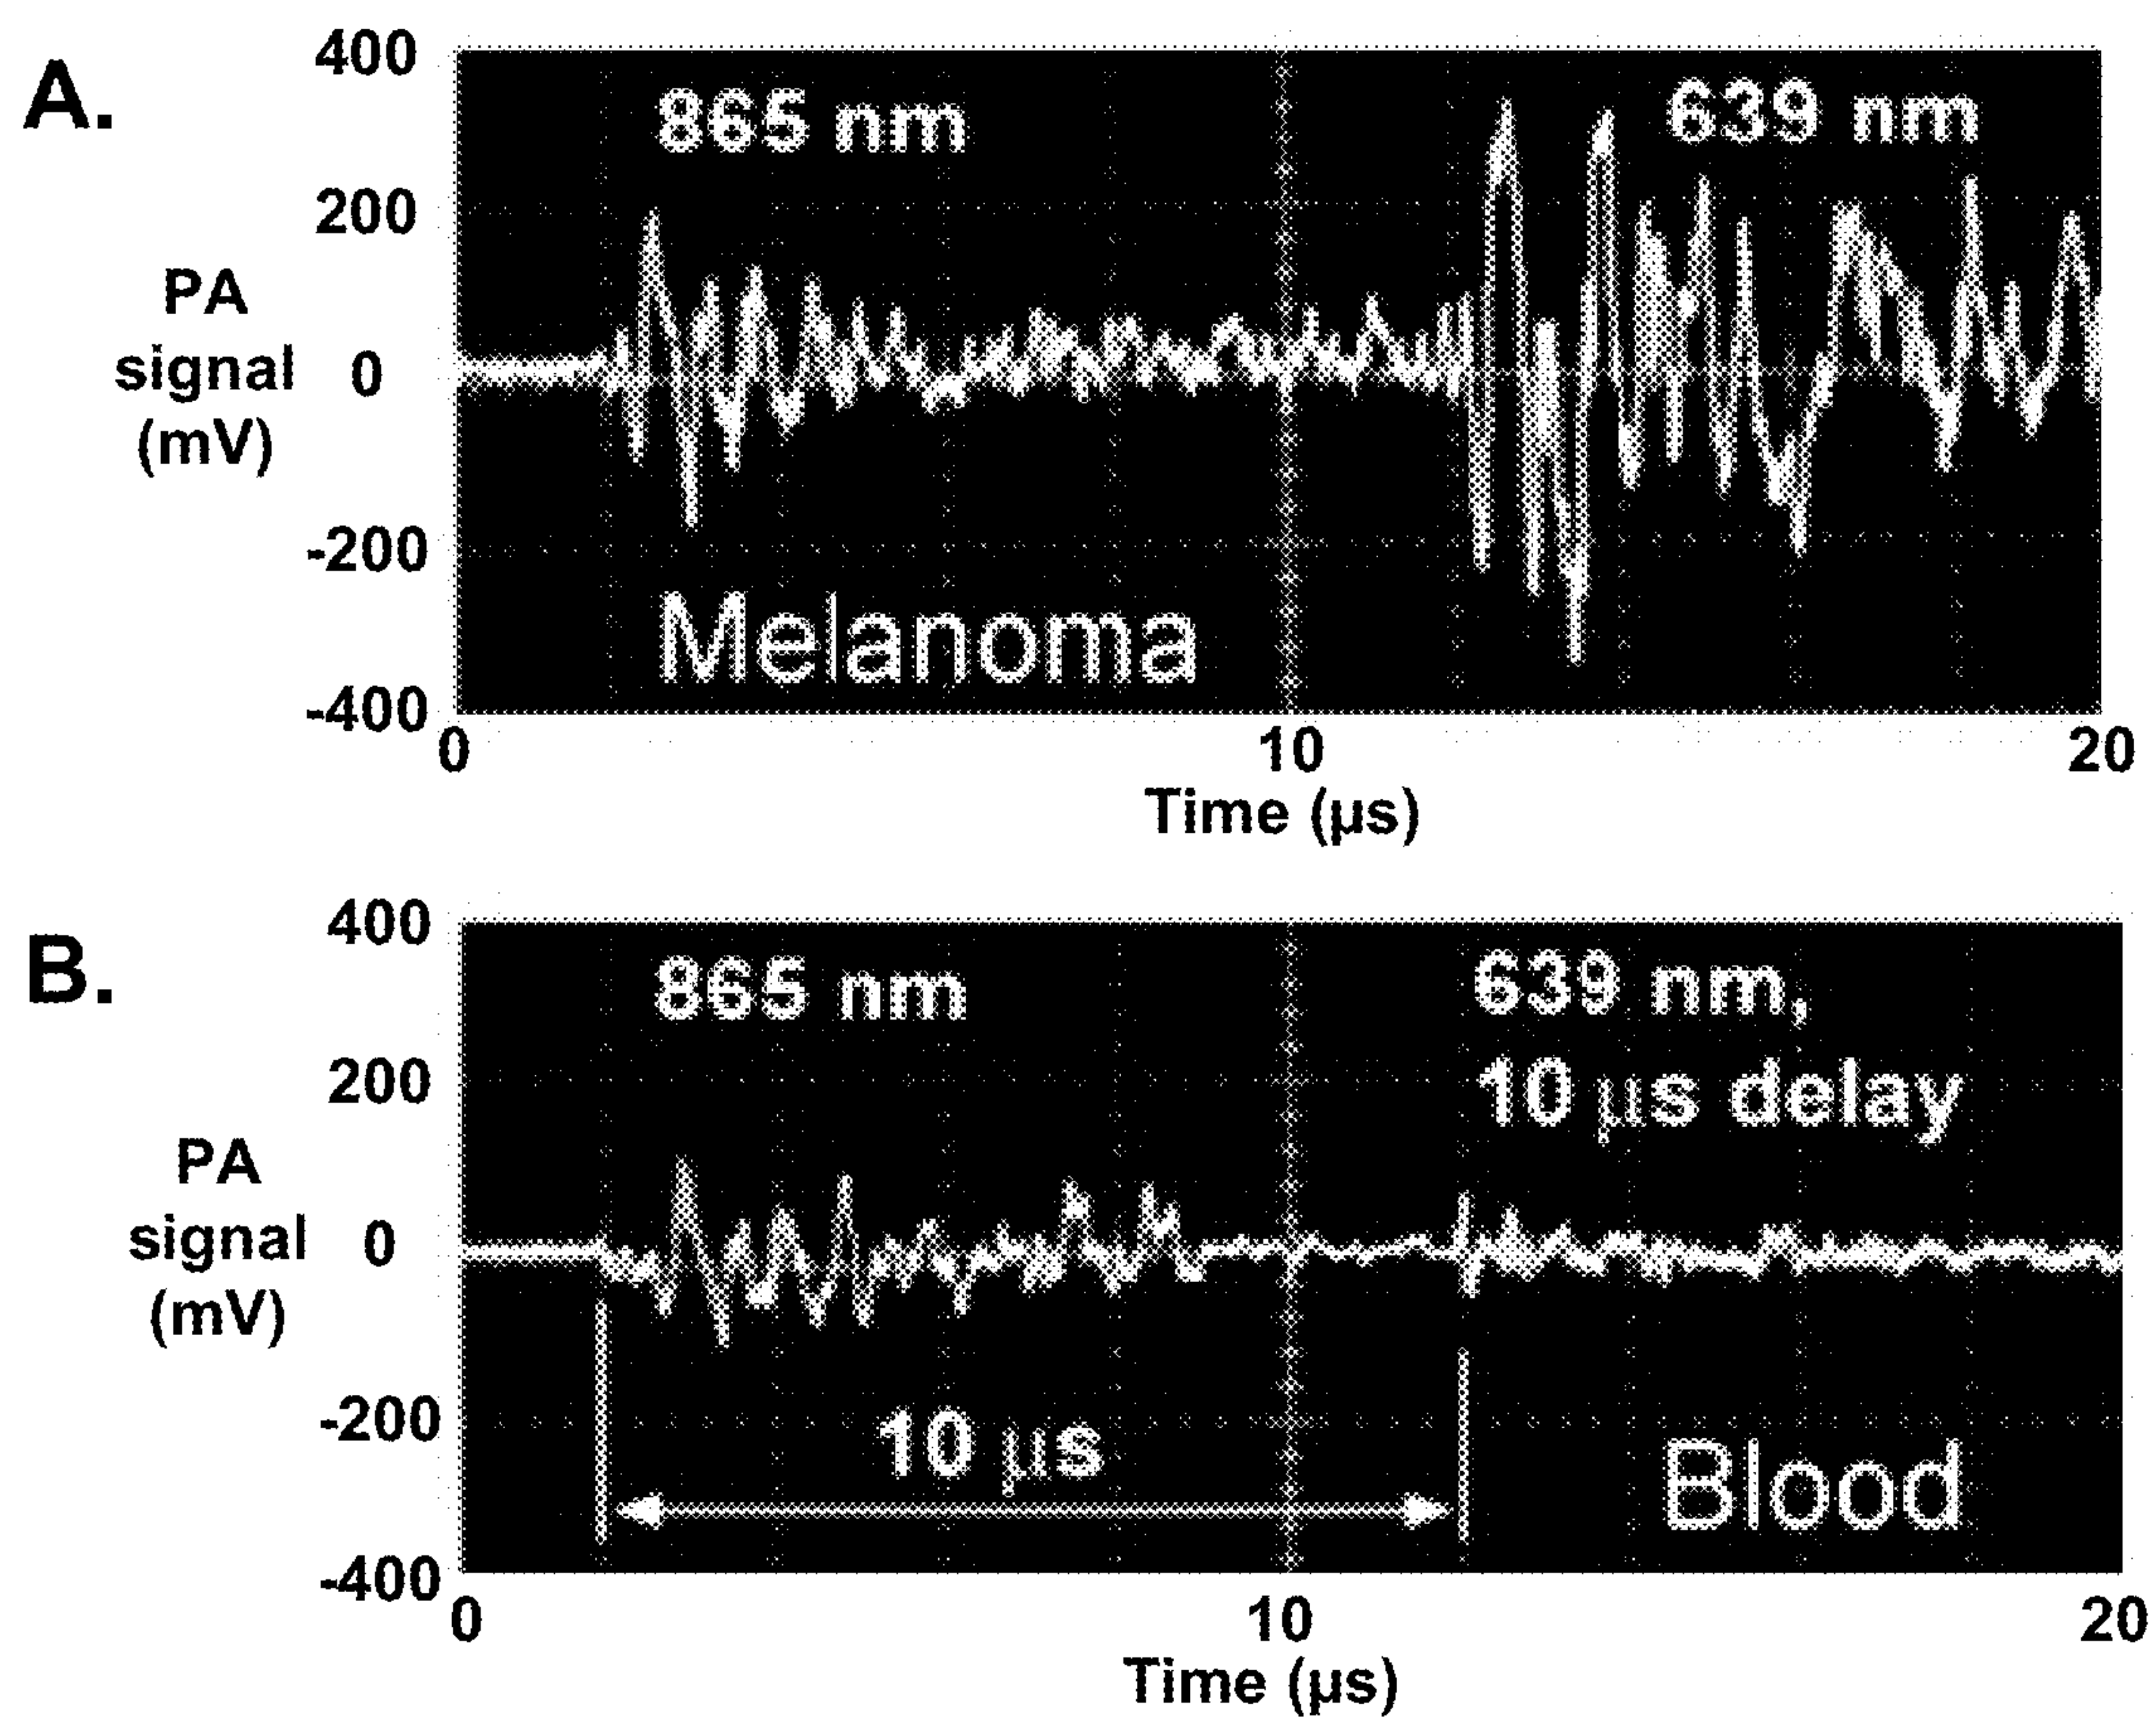 A.
400
865 nm
639 nm
200
PA
signal
(mV)
0
-200
Melanoma
-400
0
10
20
Time (µs)
B.
400
865 nm
639 nm,
10 µs delay
200
PA
signal
(mV)
0
-200
10 µs
Blood
-400
0
10
20
Time (µs)